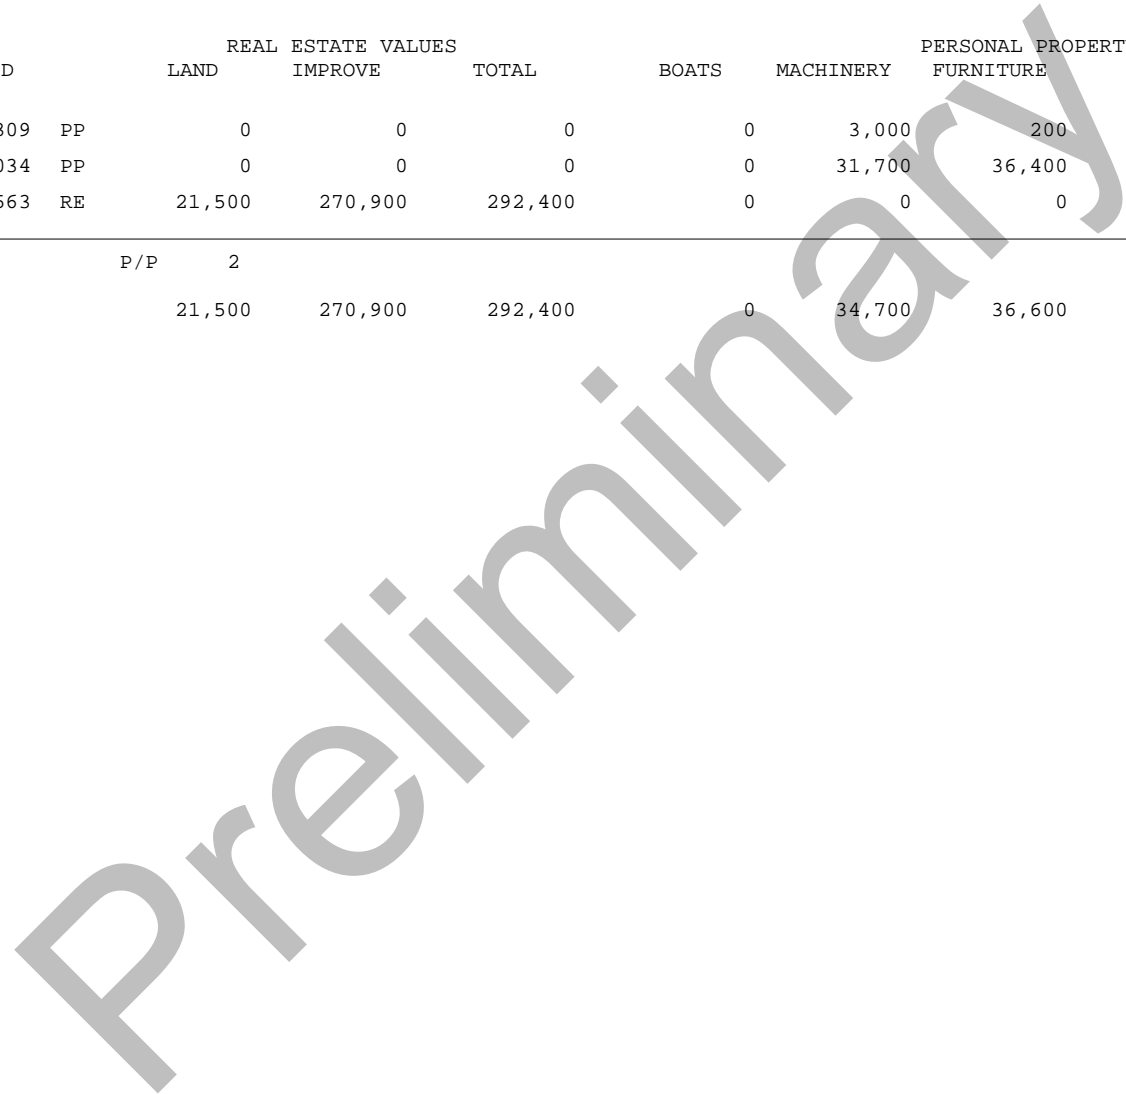 REAL ESTATE VALUES PERSONAL PROPERT
D LAND IMPROVE TOTAL BOATS MACHINERY FURNITURE
309 PP 0 0 0 0 3,000 200
034 PP 0 0 0 0 31,700 36,400
563 RE 21,500 270,900 292,400 0 0 0
P/P 2
21,500 270,900 292,400 0 34,700 36,600
Preliminary